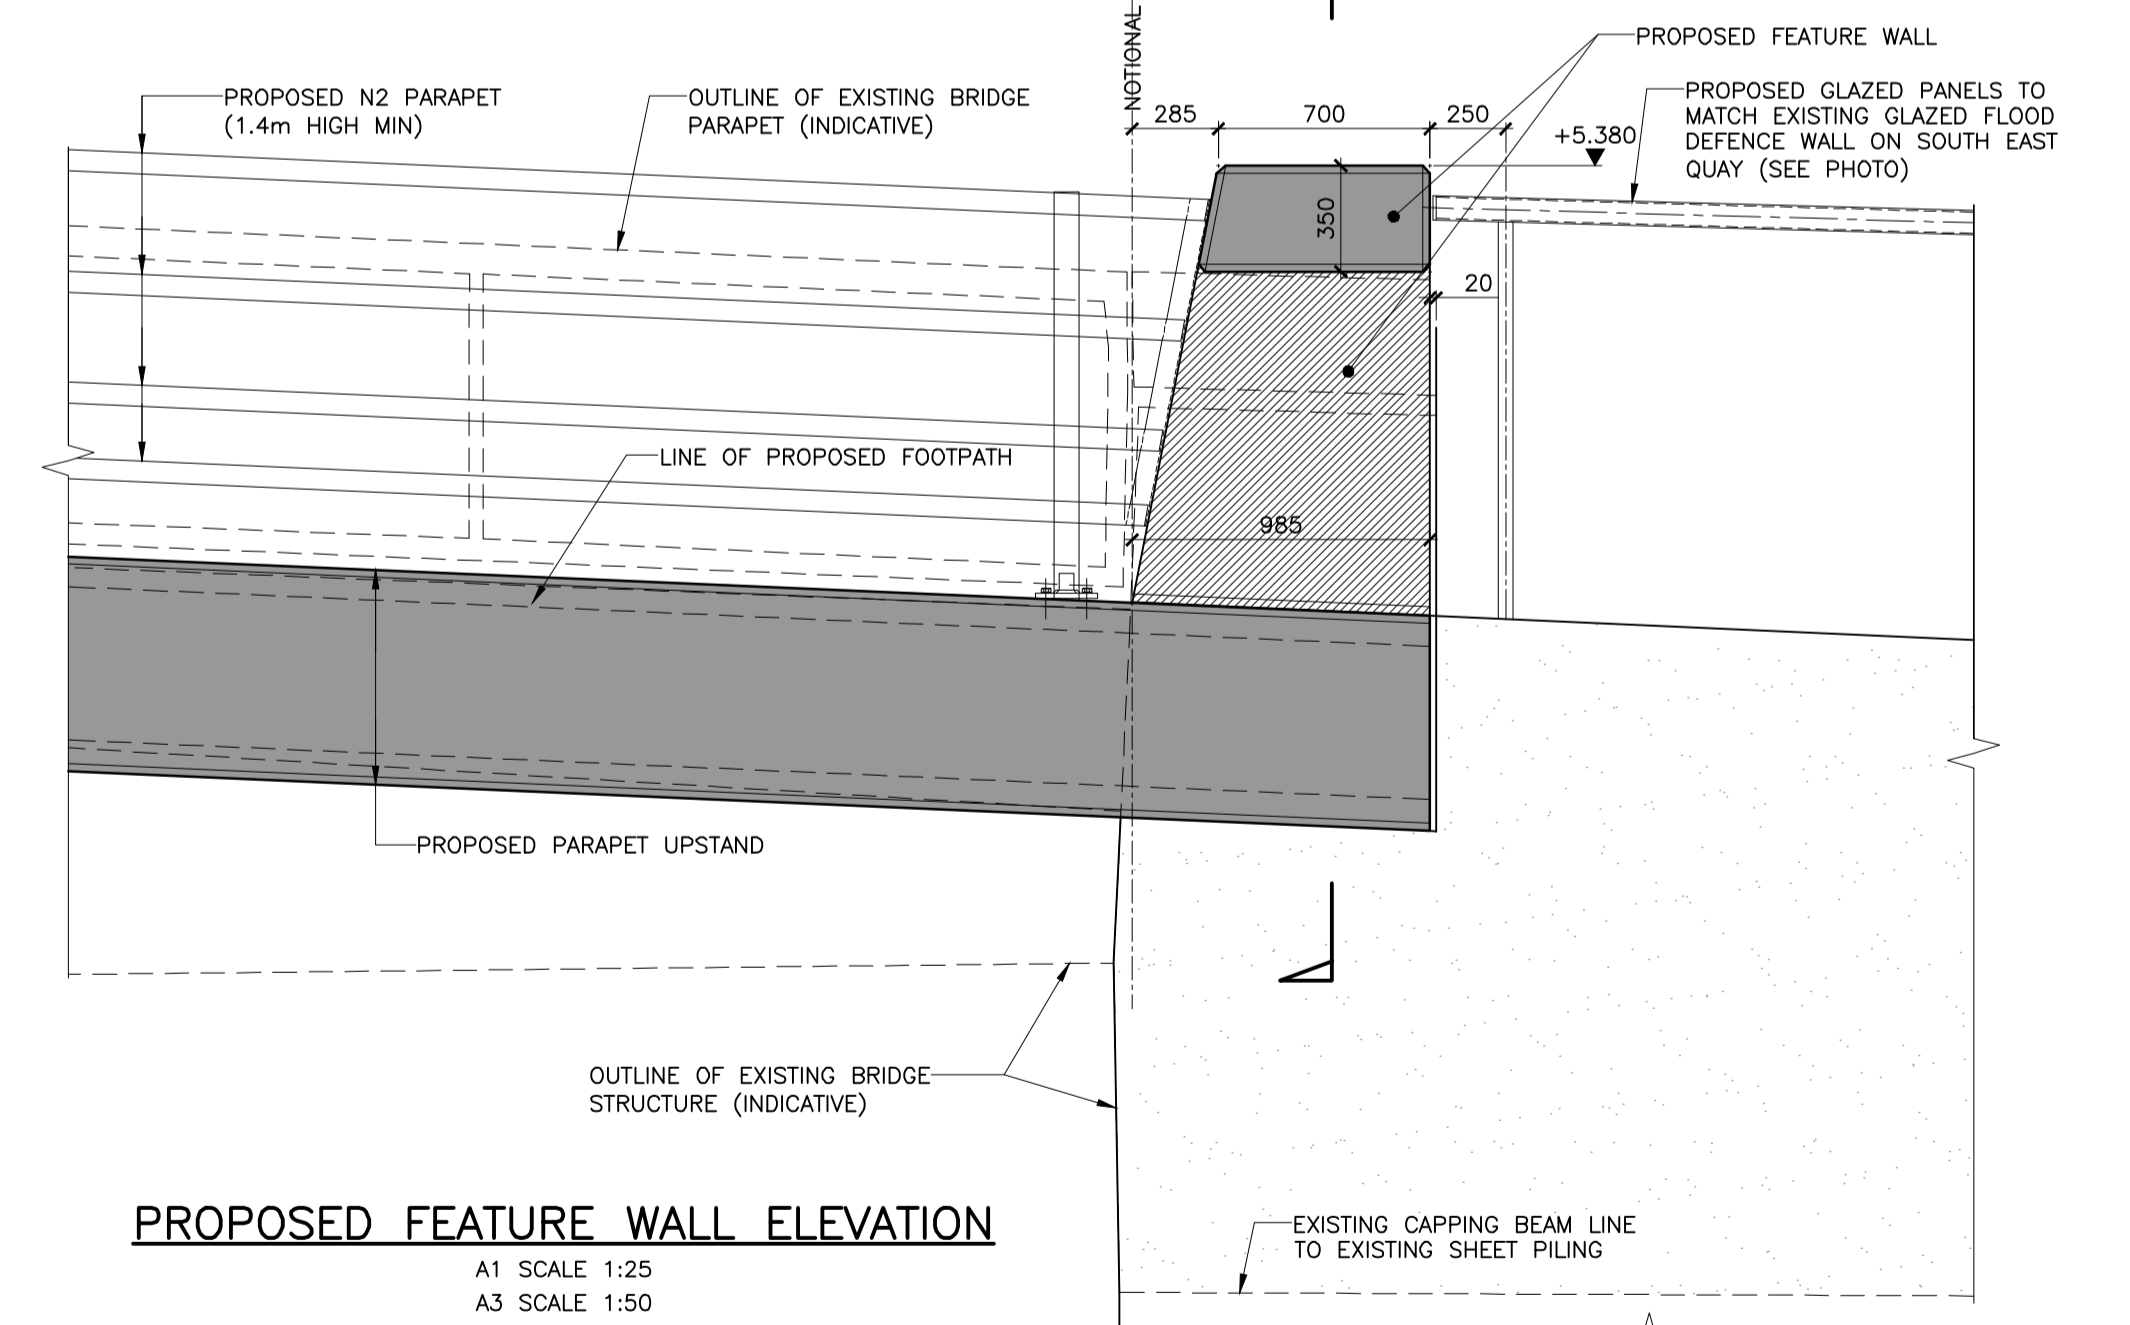 NOTIONAL
PROPOSED FEATURE WALL
PROPOSED N2 PARAPET
(1.4m HIGH MIN)
OUTLINE OF EXISTING BRIDGE
PARAPET (INDICATIVE)
PROPOSED GLAZED PANELS TO
MATCH EXISTING GLAZED FLOOD
DEFENCE WALL ON SOUTH EAST
QUAY (SEE PHOTO)
285
700
250
+5.380
350
20
LINE OF PROPOSED FOOTPATH
985
PROPOSED PARAPET UPSTAND
OUTLINE OF EXISTING BRIDGE
STRUCTURE (INDICATIVE)
PROPOSED FEATURE WALL ELEVATION
A1 SCALE 1:25
A3 SCALE 1:50
EXISTING CAPPING BEAM LINE
TO EXISTING SHEET PILING